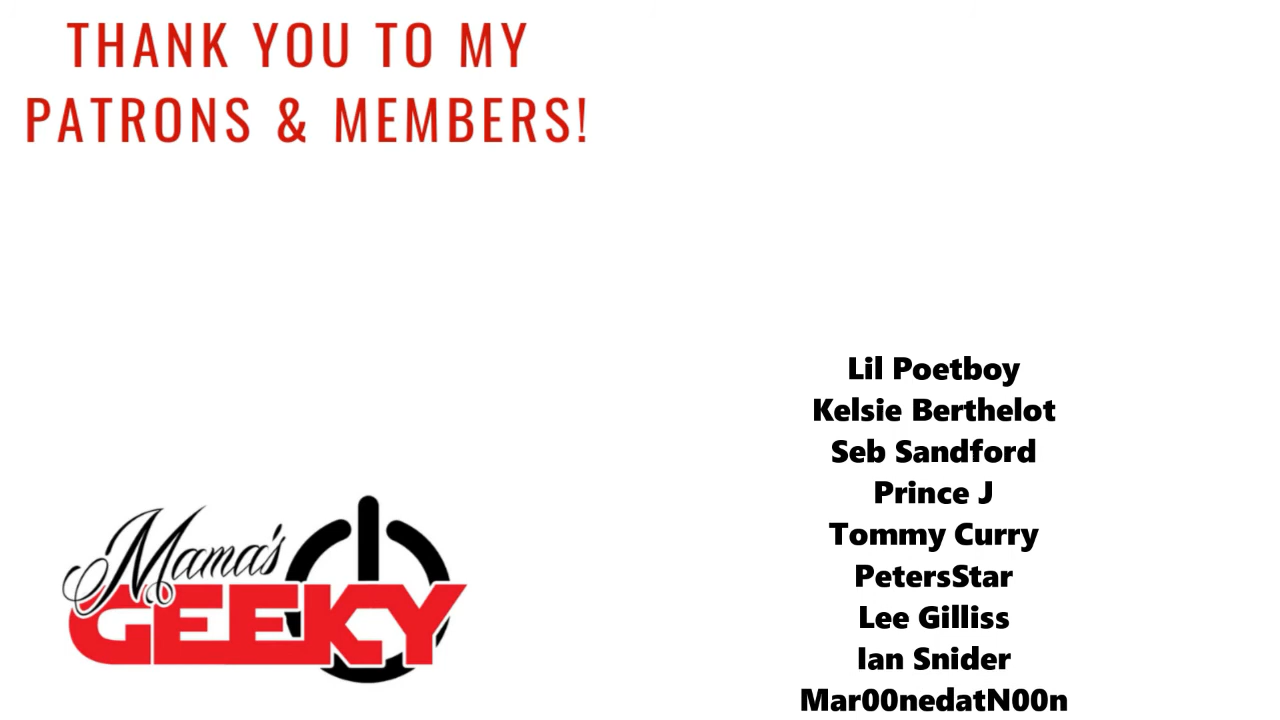 THANK YOU TO MY
PATRONS & MEMBERS!
Lil Poetboy
Kelsie Berthelot
Seb Sandford
Prince J
Tommy Curry
PetersStar
Lee Gilliss
Ian Snider
Mar00nedatN00n
Mama's
GEEKY